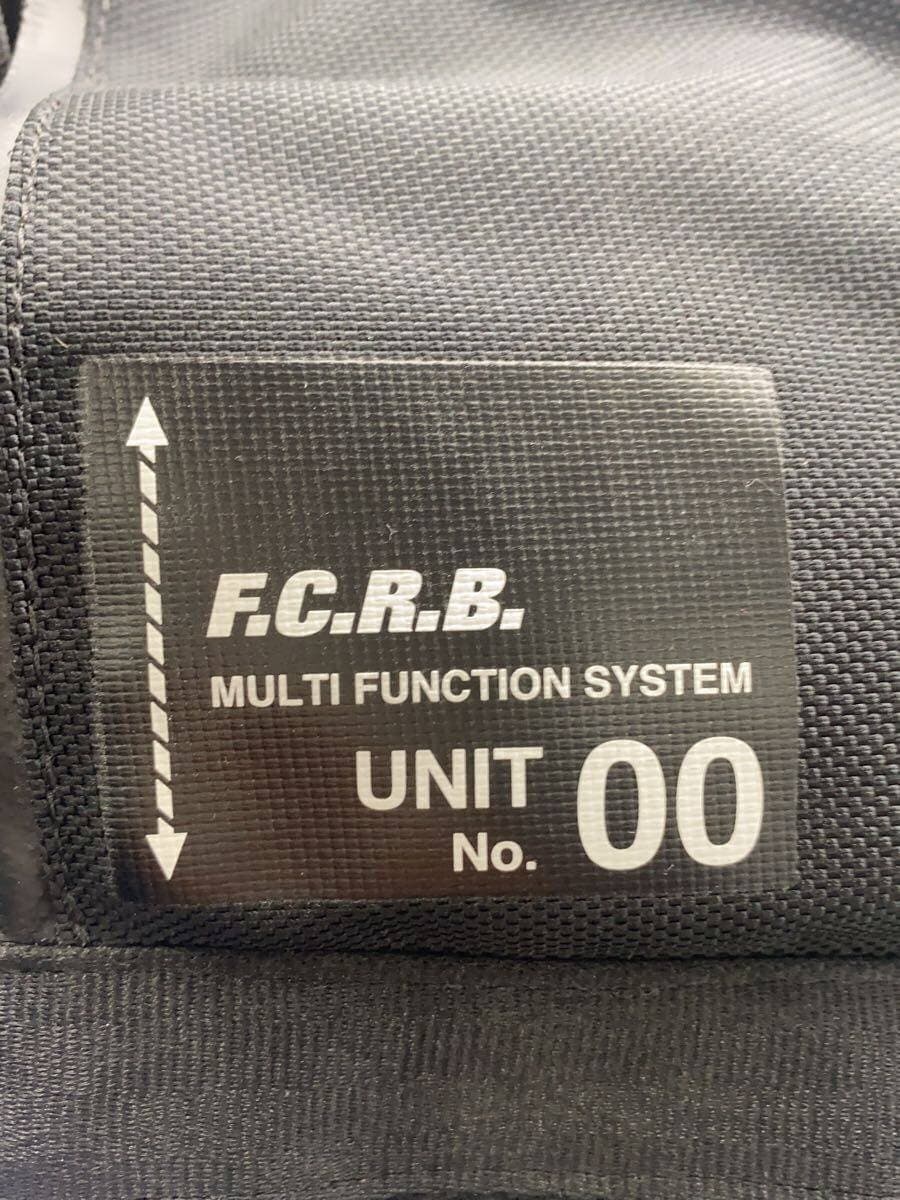 F.C.R.B.
MULTI FUNCTION SYSTEM
UNIT
No. 00